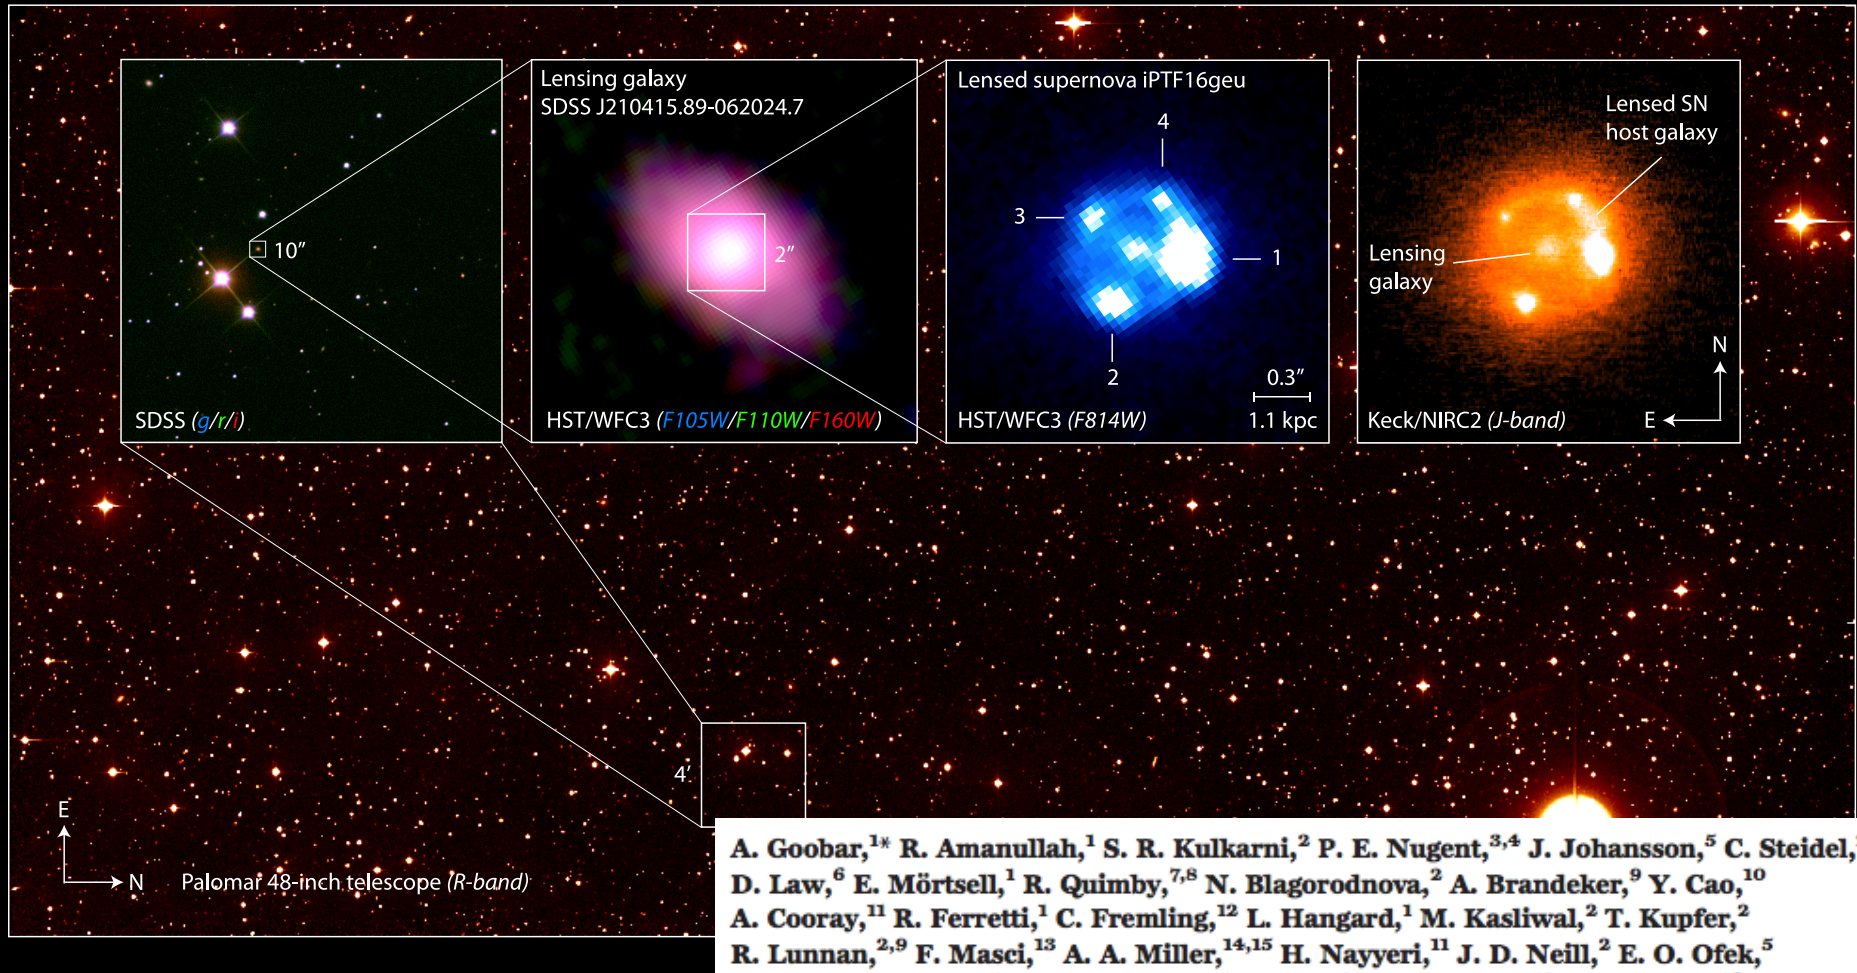 10″
SDSS (g/r/i)
Lensing galaxy
SDSS J210415.89-062024.7
2″
HST/WFC3 (F105W/F110W/F160W)
Lensed supernova iPTF16geu
4
3
1
2
0.3″
1.1 kpc
HST/WFC3 (F814W)
Lensed SN
host galaxy
Lensing
galaxy
N
E
Keck/NIRC2 (J-band)
4′
E
N
Palomar 48-inch telescope (R-band)
A. Goobar,¹* R. Amanullah,¹ S. R. Kulkarni,² P. E. Nugent,³,⁴ J. Johansson,⁵ C. Steidel,
D. Law,⁶ E. Mörtsell,¹ R. Quimby,⁷,⁸ N. Blagorodnova,² A. Brandeker,⁹ Y. Cao,¹⁰
A. Cooray,¹¹ R. Ferretti,¹ C. Fremling,¹² L. Hangard,¹ M. Kasliwal,² T. Kupfer,²
R. Lunnan,²,⁹ F. Masci,¹³ A. A. Miller,¹⁴,¹⁵ H. Nayyeri,¹¹ J. D. Neill,² E. O. Ofek,⁵